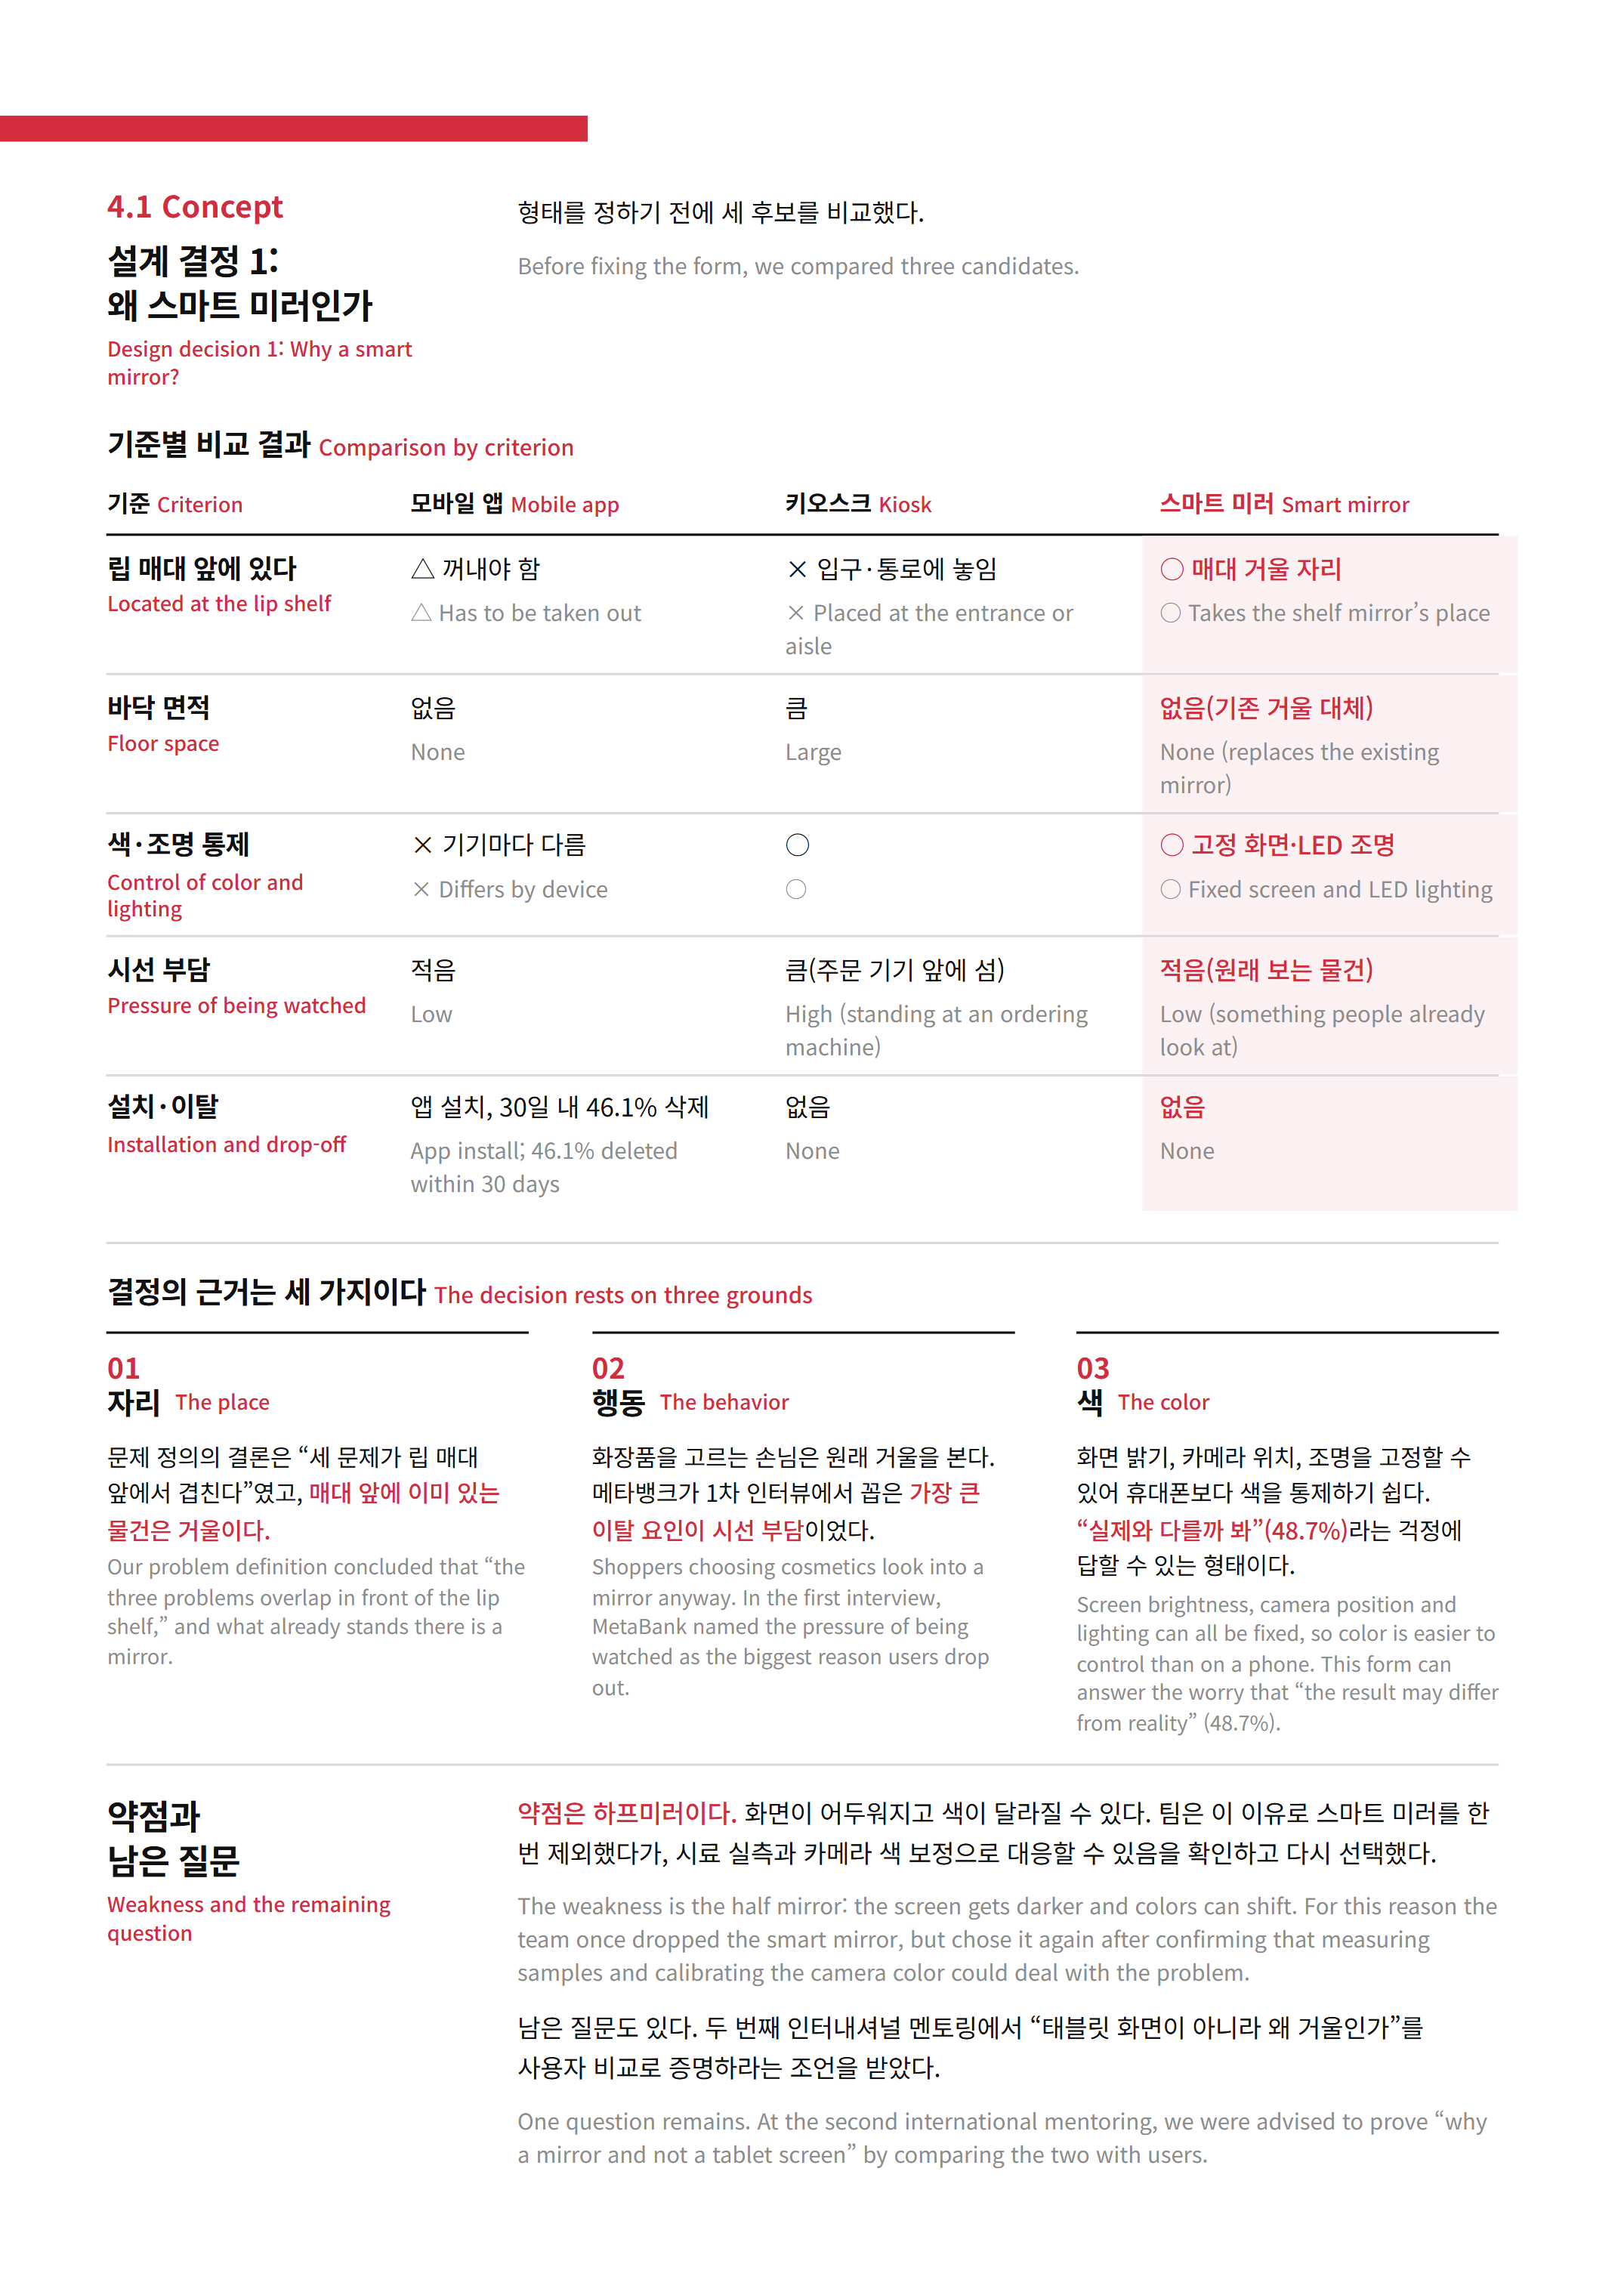 4.1 Concept
설계 결정 1:
왜 스마트 미러인가
Design decision 1: Why a smart
mirror?
형태를 정하기 전에 세 후보를 비교했다.
Before fixing the form, we compared three candidates.
기준별 비교 결과 Comparison by criterion
기준 Criterion
모바일 앱 Mobile app
키오스크 Kiosk
스마트 미러 Smart mirror
립 매대 앞에 있다
Located at the lip shelf
△ 꺼내야 함
△ Has to be taken out
× 입구·통로에 놓임
× Placed at the entrance or
aisle
○ 매대 거울 자리
○ Takes the shelf mirror’s place
바닥 면적
Floor space
없음
None
큼
Large
없음(기존 거울 대체)
None (replaces the existing
mirror)
색·조명 통제
Control of color and
lighting
× 기기마다 다름
× Differs by device
○
○
○ 고정 화면·LED 조명
○ Fixed screen and LED lighting
시선 부담
Pressure of being watched
적음
Low
큼(주문 기기 앞에 섬)
High (standing at an ordering
machine)
적음(원래 보는 물건)
Low (something people already
look at)
설치·이탈
Installation and drop-off
앱 설치, 30일 내 46.1% 삭제
App install; 46.1% deleted
within 30 days
없음
None
없음
None
결정의 근거는 세 가지이다 The decision rests on three grounds
01
자리 The place
문제 정의의 결론은 “세 문제가 립 매대
앞에서 겹친다”였고, 매대 앞에 이미 있는
물건은 거울이다.
Our problem definition concluded that “the
three problems overlap in front of the lip
shelf,” and what already stands there is a
mirror.
02
행동 The behavior
화장품을 고르는 손님은 원래 거울을 본다.
메타뱅크가 1차 인터뷰에서 꼽은 가장 큰
이탈 요인이 시선 부담이었다.
Shoppers choosing cosmetics look into a
mirror anyway. In the first interview,
MetaBank named the pressure of being
watched as the biggest reason users drop
out.
03
색 The color
화면 밝기, 카메라 위치, 조명을 고정할 수
있어 휴대폰보다 색을 통제하기 쉽다.
“실제와 다를까 봐”(48.7%)라는 걱정에
답할 수 있는 형태이다.
Screen brightness, camera position and
lighting can all be fixed, so color is easier to
control than on a phone. This form can
answer the worry that “the result may differ
from reality” (48.7%).
약점과
남은 질문
Weakness and the remaining
question
약점은 하프미러이다. 화면이 어두워지고 색이 달라질 수 있다. 팀은 이 이유로 스마트 미러를 한
번 제외했다가, 시료 실측과 카메라 색 보정으로 대응할 수 있음을 확인하고 다시 선택했다.
The weakness is the half mirror: the screen gets darker and colors can shift. For this reason the
team once dropped the smart mirror, but chose it again after confirming that measuring
samples and calibrating the camera color could deal with the problem.
남은 질문도 있다. 두 번째 인터내셔널 멘토링에서 “태블릿 화면이 아니라 왜 거울인가”를
사용자 비교로 증명하라는 조언을 받았다.
One question remains. At the second international mentoring, we were advised to prove “why
a mirror and not a tablet screen” by comparing the two with users.